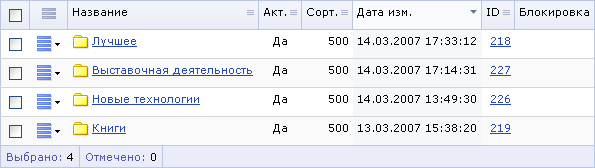 Название Акт. Сорт. Дата изм. ID Блокировка
Лучшее Да 500 14.03.2007 17:33:12 218
Выставочная деятельность Да 500 14.03.2007 17:14:31 227
Новые технологии Да 500 14.03.2007 13:49:30 226
Книги Да 500 13.03.2007 15:38:20 219
Выбрано: 4 Отмечено: 0